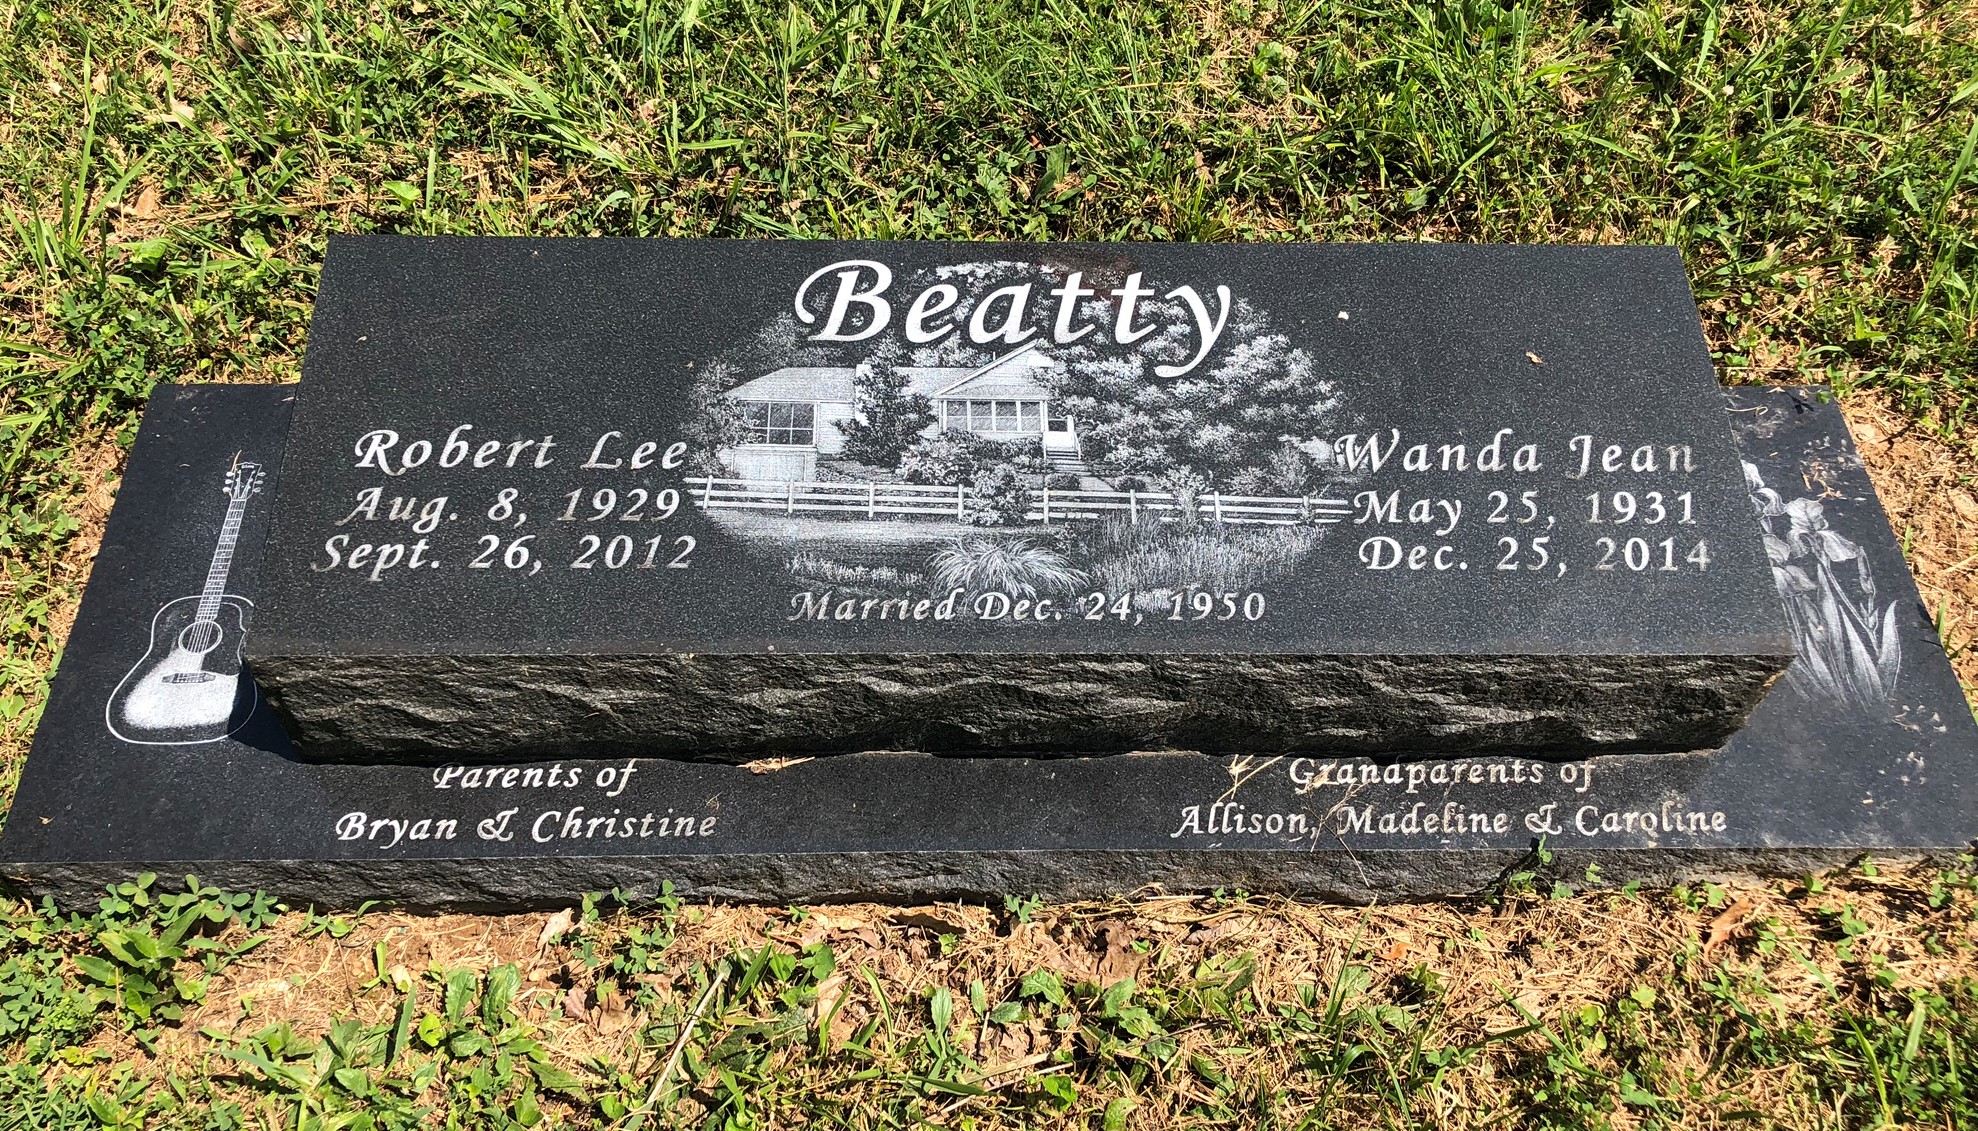 Beatty
Robert Lee
Aug. 8, 1929
Sept. 26, 2012
Wanda Jean
May 25, 1931
Dec. 25, 2014
Married Dec. 24, 1950
Parents of
Bryan & Christine
Grandparents of
Allison, Madeline & Caroline